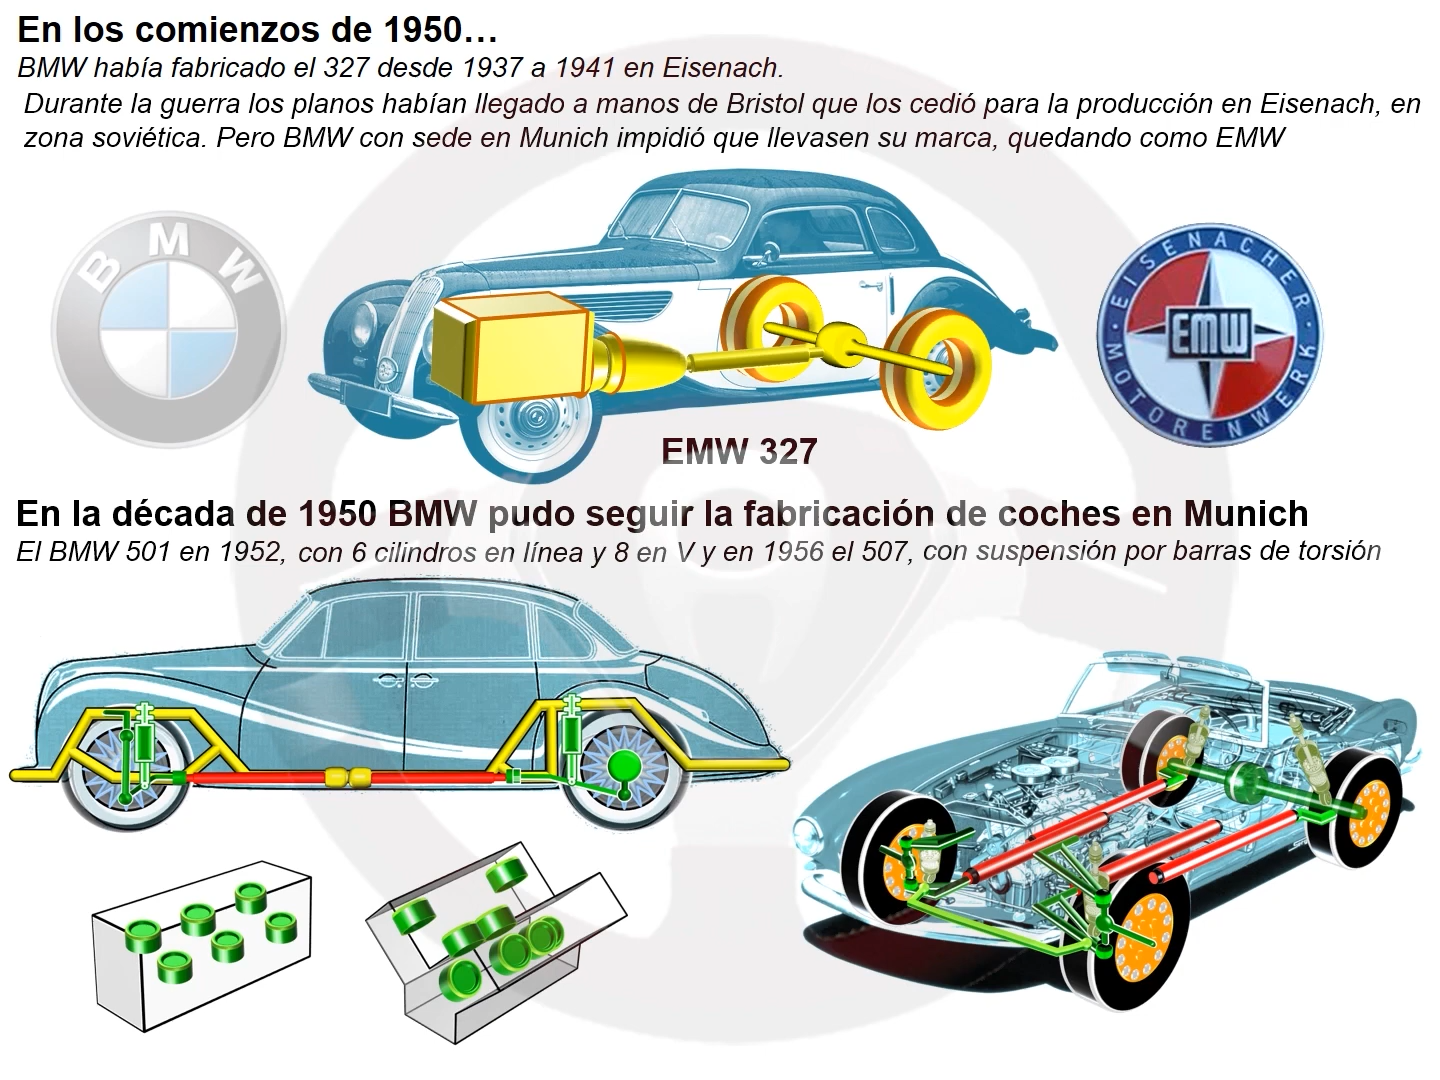 En los comienzos de 1950…
BMW había fabricado el 327 desde 1937 a 1941 en Eisenach.
Durante la guerra los planos habían llegado a manos de Bristol que los cedió para la producción en Eisenach, en
zona soviética. Pero BMW con sede en Munich impidió que llevasen su marca, quedando como EMW
BMW
EISENACHER
EMW
MOTORENWERK
EMW 327
En la década de 1950 BMW pudo seguir la fabricación de coches en Munich
El BMW 501 en 1952, con 6 cilindros en línea y 8 en V y en 1956 el 507, con suspensión por barras de torsión